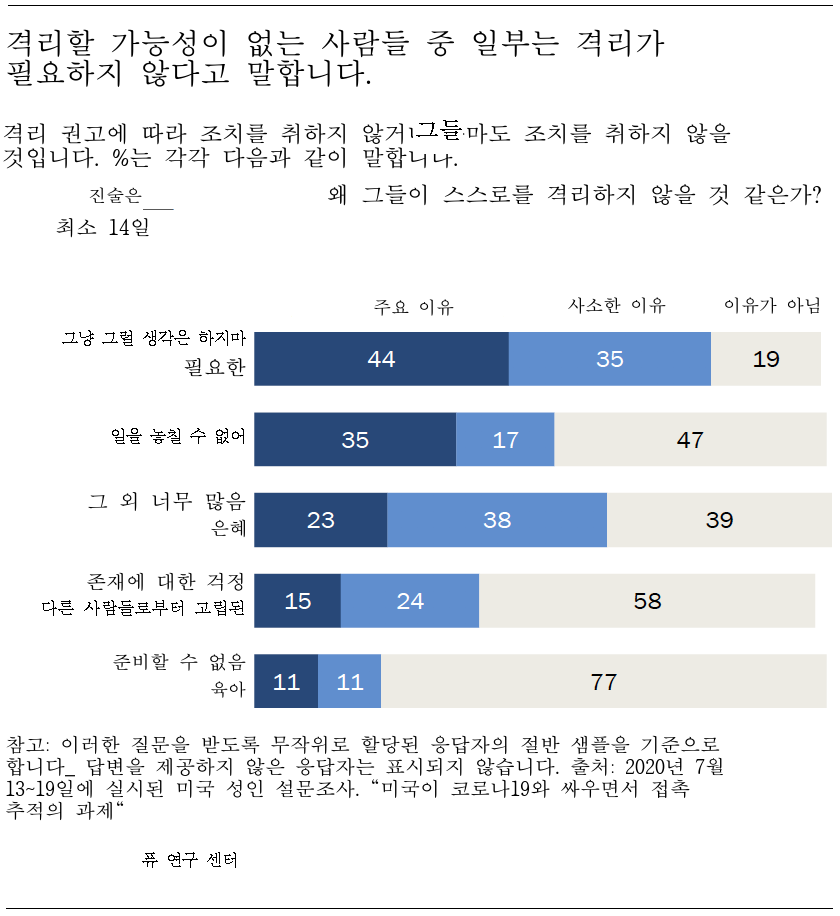 격리할 가능성이 없는 사람들 중 일부는 격리가
필요하지 않다고 말합니다.
격리 권고에 따라 조치를 취하지 않거 그들 마도 조치를 취하지 않을
것입니다. %는 각각 다음과 같이 말합니다.
진술은__ 왜 그들이 스스로를 격리하지 않을 것 같은가?
최소 14일
주요 이유 사소한 이유 이유가 아님
그냥 그럴 생각은 하지마
필요한
44 35 19
일을 놓칠 수 없어
35 17 47
그 외 너무 많음
은혜
23 38 39
존재에 대한 걱정
다른 사람들로부터 고립된
15 24 58
준비할 수 없음
육아
11 11 77
참고: 이러한 질문을 받도록 무작위로 할당된 응답자의 절반 샘플을 기준으로
합니다_ 답변을 제공하지 않은 응답자는 표시되지 않습니다. 출처: 2020년 7월
13~19일에 실시된 미국 성인 설문조사. “미국이 코로나19와 싸우면서 접촉
추적의 과제“
퓨 연구 센터